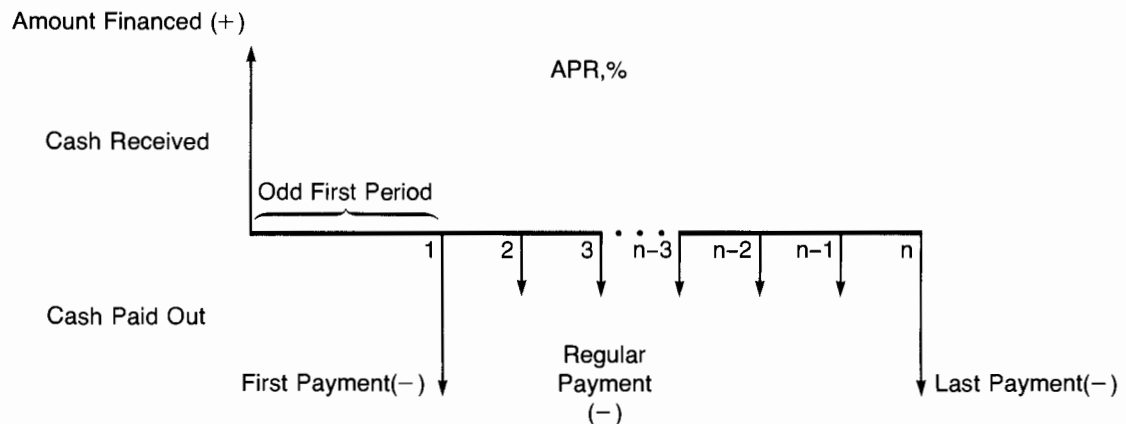 Amount Financed (+)
APR,%
Cash Received
Odd First Period
1 2 3 • • • n–3 n–2 n–1 n
Cash Paid Out
First Payment(−)
Regular
Payment
(−)
Last Payment(−)